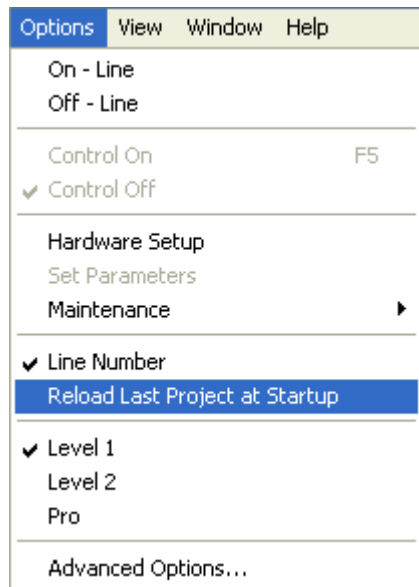 Options View Window Help
On - Line
Off - Line
Control On F5
Control Off
Hardware Setup
Set Parameters
Maintenance
Line Number
Reload Last Project at Startup
Level 1
Level 2
Pro
Advanced Options...